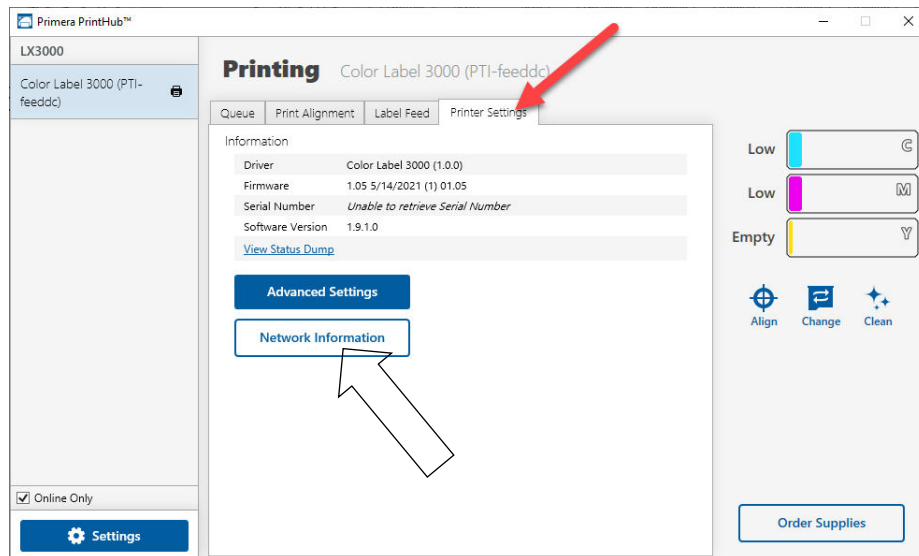 Primera PrintHub™
LX3000
Color Label 3000 (PTI-
feeddc)
Online Only
Settings
Printing Color Label 3000 (PTI-feeddc)
Queue Print Alignment Label Feed Printer Settings
Information
Driver Color Label 3000 (1.0.0)
Firmware 1.05 5/14/2021 (1) 01.05
Serial Number Unable to retrieve Serial Number
Software Version 1.9.1.0
View Status Dump
Advanced Settings
Network Information
Low C
Low M
Empty Y
Align Change Clean
Order Supplies